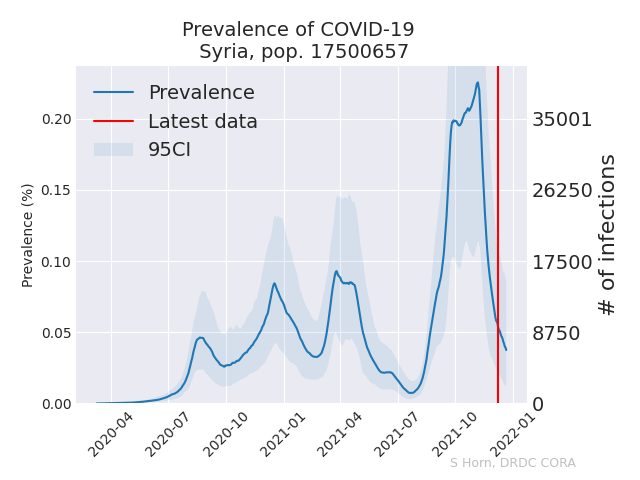 Prevalence of COVID-19
Syria, pop. 17500657
Prevalence
Latest data
95CI
Prevalence (%)
0.20
0.15
0.10
0.05
0.00
35001
26250
17500
8750
0
# of infections
2020-04
2020-07
2020-10
2021-01
2021-04
2021-07
2021-10
2022-01
S Horn, DRDC CORA